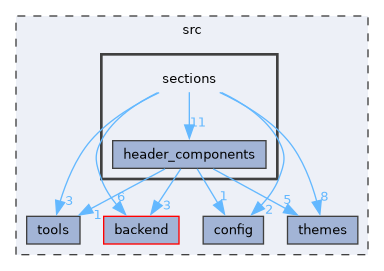 src
sections
11
header_components
3
1
6
3
1
2
5
8
tools
backend
config
themes